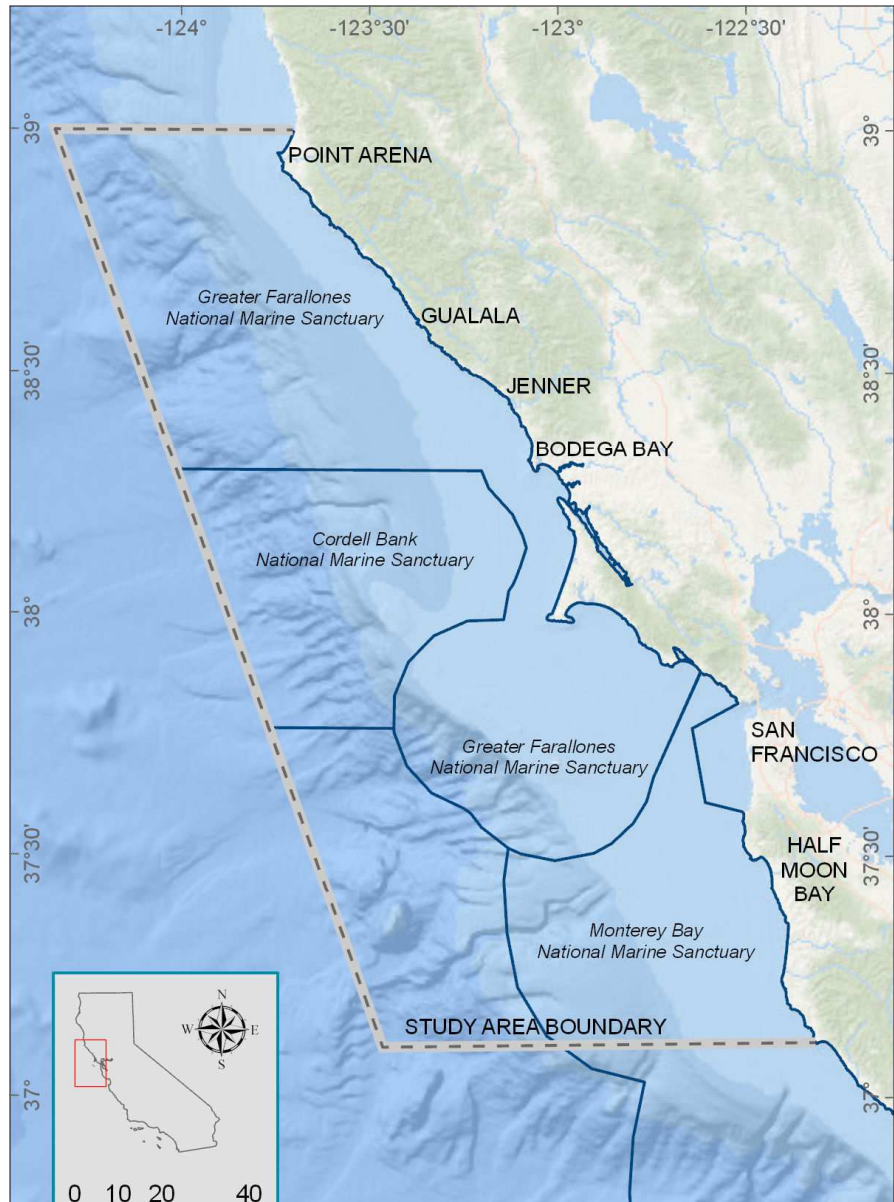 -124°
-123°30'
-123°
-122°30'
39°
39°
POINT ARENA
Greater Farallones
National Marine Sanctuary
GUALALA
38°30'
38°30'
JENNER
BODEGA BAY
Cordell Bank
National Marine Sanctuary
38°
38°
SAN
FRANCISCO
Greater Farallones
National Marine Sanctuary
37°30'
37°30'
HALF
MOON
BAY
Monterey Bay
National Marine Sanctuary
STUDY AREA BOUNDARY
N
W
E
S
37°
37°
0 10 20 40